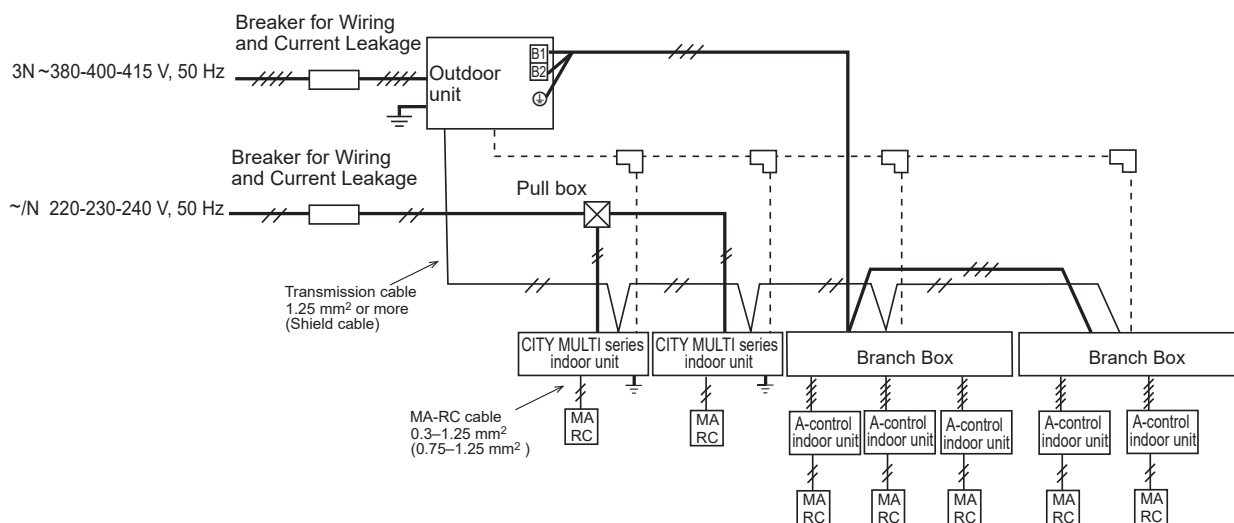 Breaker for Wiring
and Current Leakage
3N ~380-400-415 V, 50 Hz
Outdoor
unit
B1
B2
Breaker for Wiring
and Current Leakage
~/N 220-230-240 V, 50 Hz
Pull box
Transmission cable
1.25 mm² or more
(Shield cable)
CITY MULTI series
indoor unit
CITY MULTI series
indoor unit
Branch Box
Branch Box
MA-RC cable
0.3–1.25 mm²
(0.75–1.25 mm² )
MA
RC
MA
RC
A-control
indoor unit
A-control
indoor unit
A-control
indoor unit
A-control
indoor unit
A-control
indoor unit
MA
RC
MA
RC
MA
RC
MA
RC
MA
RC